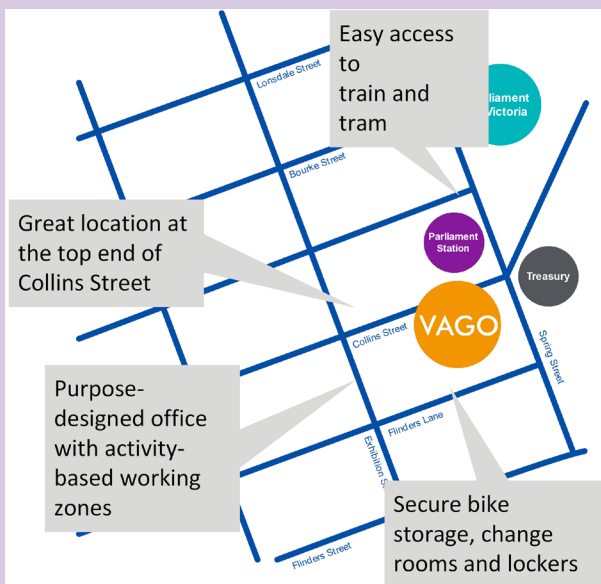 Easy access
to
train and
tram
Lonsdale Street
liament
Victoria
Bourke Street
Great location at
the top end of
Collins Street
Parliament
Station
Treasury
VAGO
Collins Street
Spring Street
Purpose-
designed office
with activity-
based working
zones
Flinders Lane
Exhibition S
Secure bike
storage, change
rooms and lockers
Flinders Street